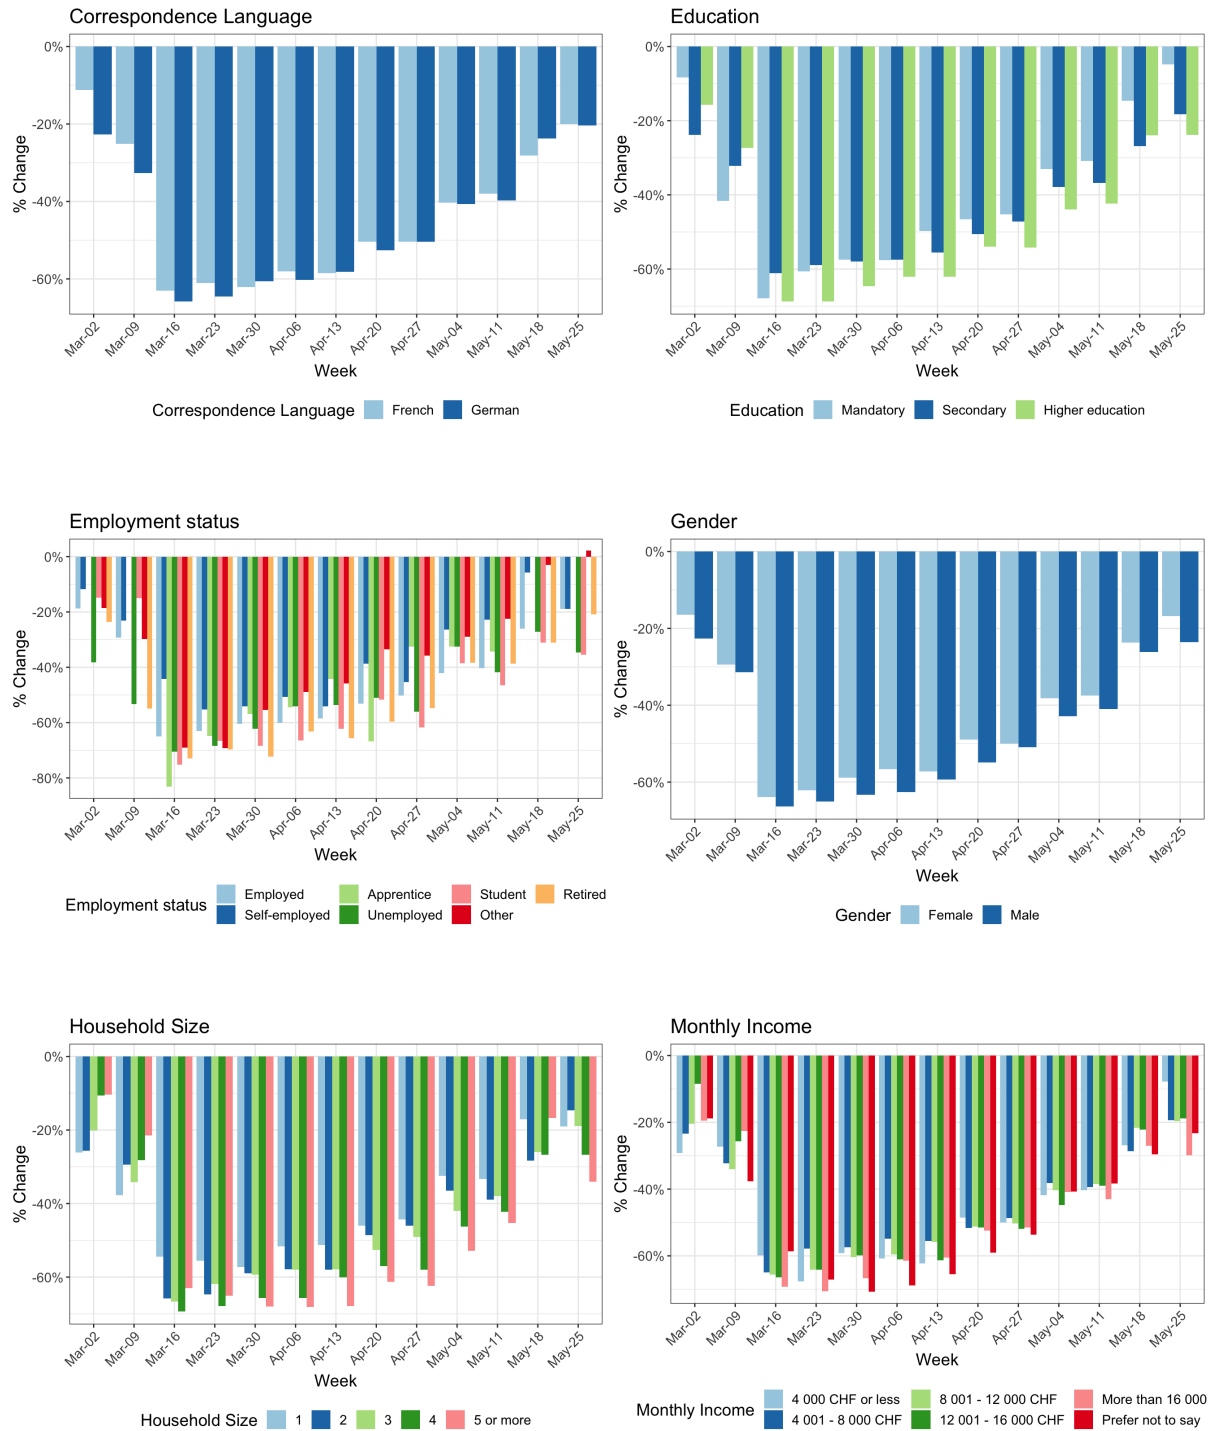 Correspondence Language
0%
-20%
-40%
-60%
% Change
Mar-02 Mar-09 Mar-16 Mar-23 Mar-30 Apr-06 Apr-13 Apr-20 Apr-27 May-04 May-11 May-18 May-25
Week
Correspondence Language French German
Education
0%
-20%
-40%
-60%
% Change
Mar-02 Mar-09 Mar-16 Mar-23 Mar-30 Apr-06 Apr-13 Apr-20 Apr-27 May-04 May-11 May-18 May-25
Week
Education Mandatory Secondary Higher education
Employment status
0%
-20%
-40%
-60%
-80%
% Change
Mar-02 Mar-09 Mar-16 Mar-23 Mar-30 Apr-06 Apr-13 Apr-20 Apr-27 May-04 May-11 May-18 May-25
Week
Employment status
Employed Apprentice Student Retired
Self-employed Unemployed Other
Gender
0%
-20%
-40%
-60%
% Change
Mar-02 Mar-09 Mar-16 Mar-23 Mar-30 Apr-06 Apr-13 Apr-20 Apr-27 May-04 May-11 May-18 May-25
Week
Gender Female Male
Household Size
0%
-20%
-40%
-60%
% Change
Mar-02 Mar-09 Mar-16 Mar-23 Mar-30 Apr-06 Apr-13 Apr-20 Apr-27 May-04 May-11 May-18 May-25
Week
Household Size 1 2 3 4 5 or more
Monthly Income
0%
-20%
-40%
-60%
% Change
Mar-02 Mar-09 Mar-16 Mar-23 Mar-30 Apr-06 Apr-13 Apr-20 Apr-27 May-04 May-11 May-18 May-25
Week
Monthly Income
4 000 CHF or less 8 001 - 12 000 CHF More than 16 000
4 001 - 8 000 CHF 12 001 - 16 000 CHF Prefer not to say